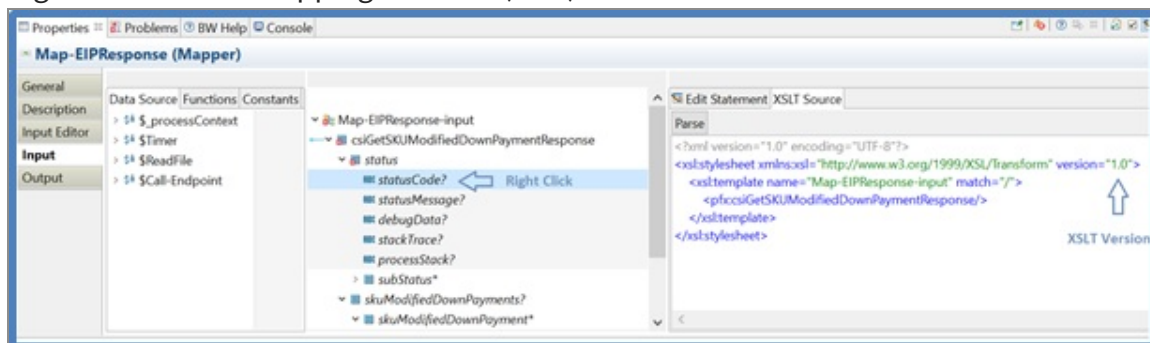 Properties Problems BW Help Console
Map-EIPResponse (Mapper)
General
Description
Input Editor
Input
Output
Data Source Functions Constants
> $_processContext
> $Timer
> $ReadFile
> $Call-Endpoint
Map-EIPResponse-input
csiGetSKUModifiedDownPaymentResponse
status
statusCode? Right Click
statusMessage?
debugData?
stackTrace?
processStack?
> subStatus*
skuModifiedDownPayments?
skuModifiedDownPayment*
Edit Statement XSLT Source
Parse
<?xml version="1.0" encoding="UTF-8"?>
<xsl:stylesheet xmlns:xsl="http://www.w3.org/1999/XSL/Transform" version="1.0">
<xsl:template name="Map-EIPResponse-input" match="/">
<pfx:csiGetSKUModifiedDownPaymentResponse/>
</xsl:template>
</xsl:stylesheet>
XSLT Version